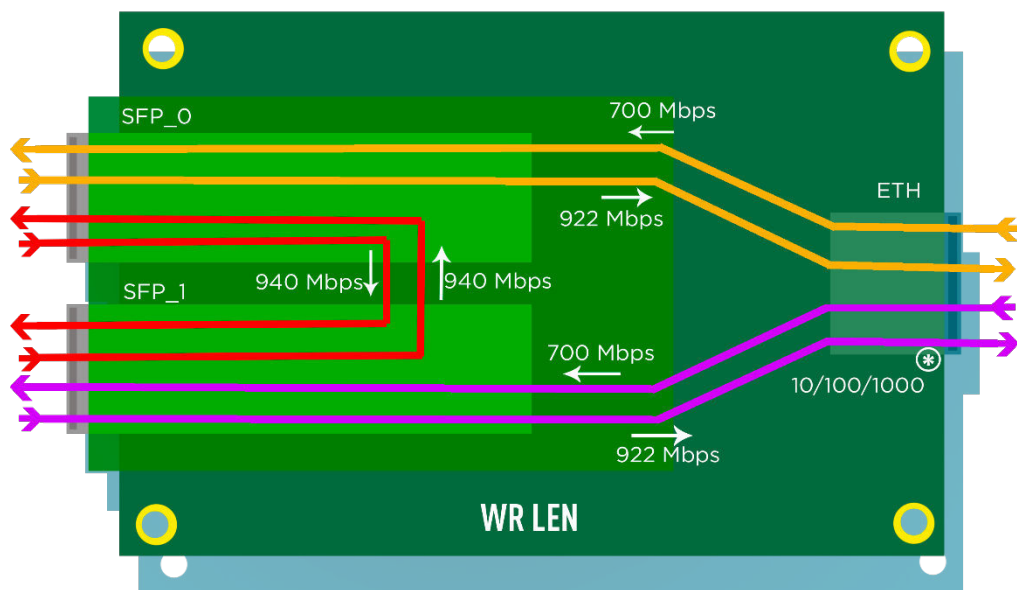 700 Mbps
SFP_0
ETH
922 Mbps
940 Mbps
940 Mbps
SFP_1
700 Mbps
*
10/100/1000
922 Mbps
WR LEN